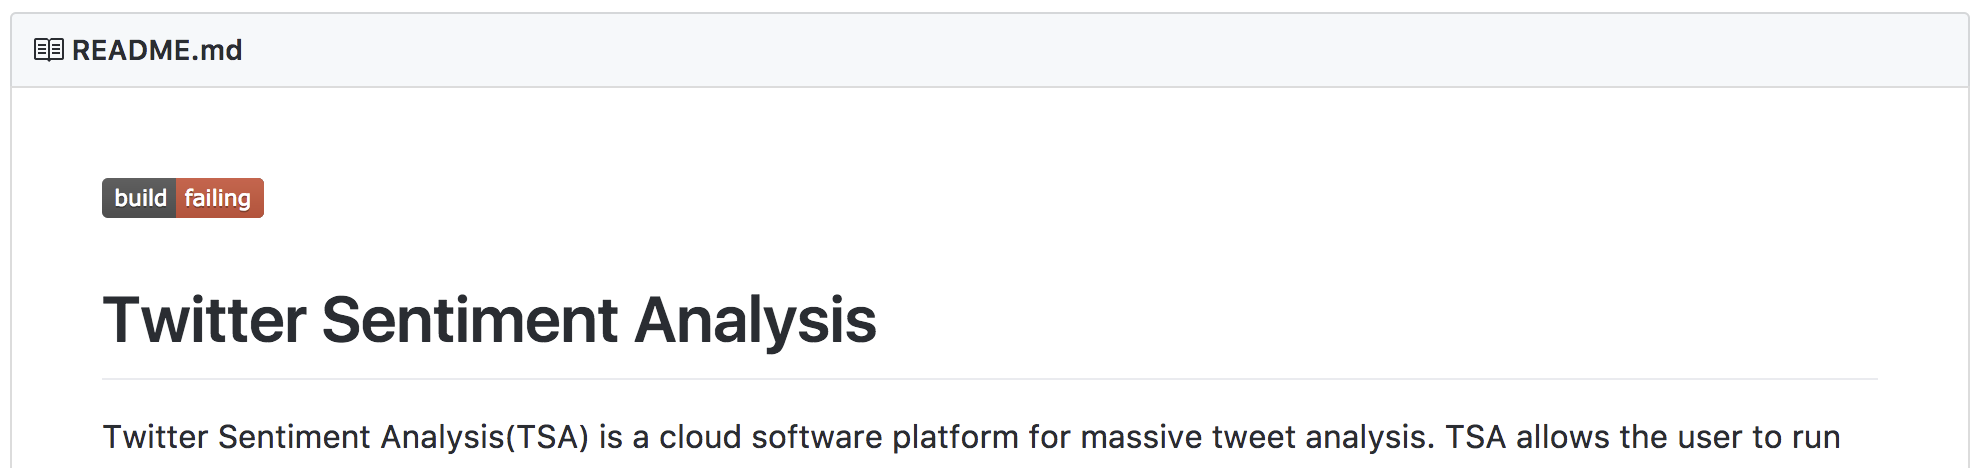 README.md
build failing
Twitter Sentiment Analysis
Twitter Sentiment Analysis(TSA) is a cloud software platform for massive tweet analysis. TSA allows the user to run